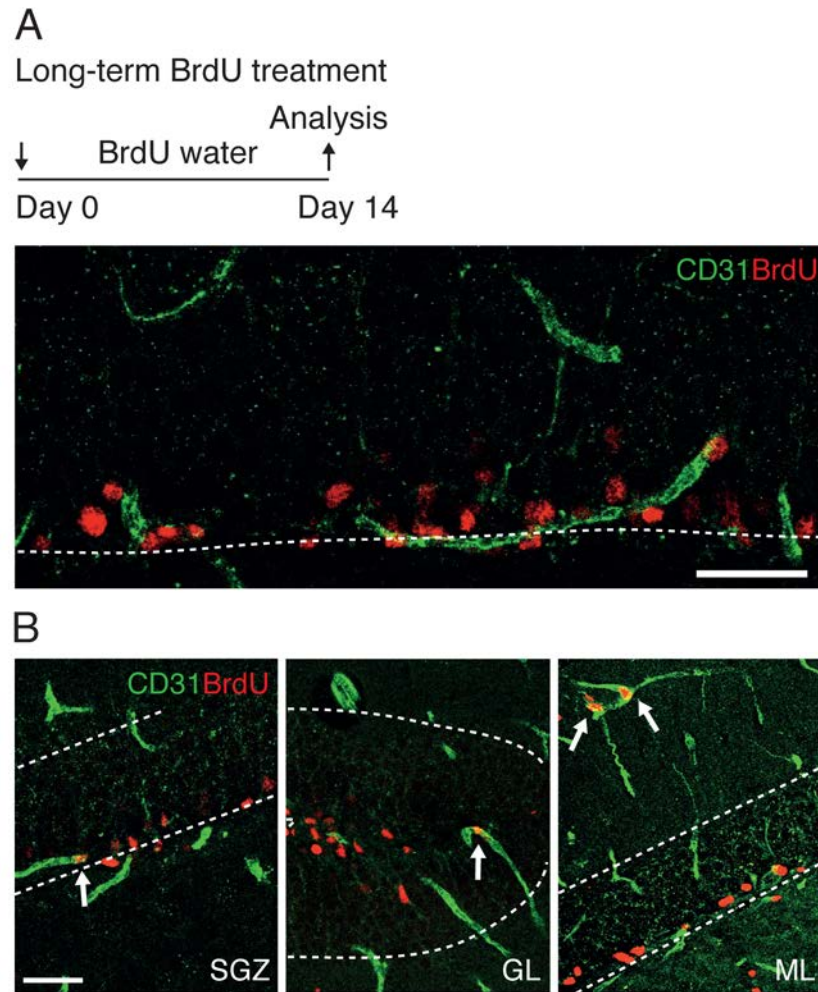 A
Long-term BrdU treatment
Analysis
BrdU water
Day 0 Day 14
CD31BrdU
B
CD31BrdU
SGZ GL ML